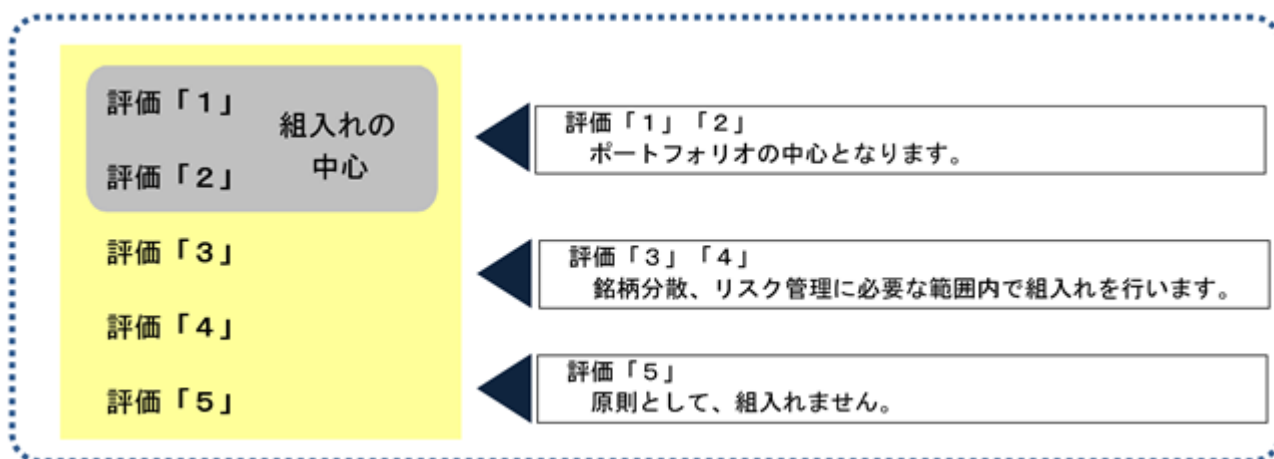 評価「１」
評価「２」
組入れの
中心
評価「３」
評価「４」
評価「５」
評価「１」「２」
ポートフォリオの中心となります。
評価「３」「４」
銘柄分散、リスク管理に必要な範囲内で組入れを行います。
評価「５」
原則として、組入れません。